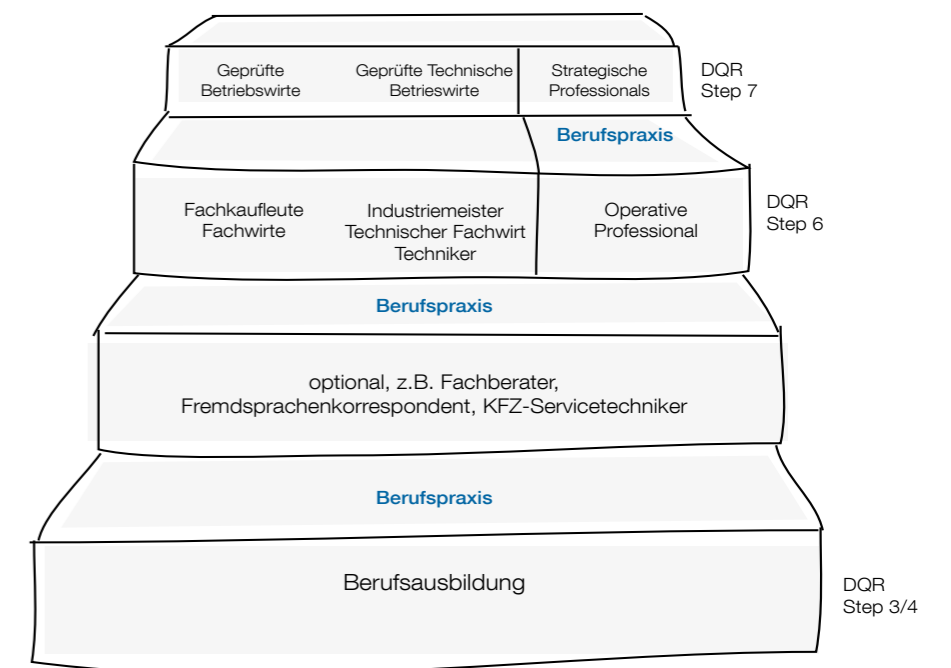 Geprüfte
Betriebswirte
Geprüfte Technische
Betrieswirte
Strategische
Professionals
DQR
Step 7
Berufspraxis
Fachkaufleute
Fachwirte
Industriemeister
Technischer Fachwirt
Techniker
Operative
Professional
DQR
Step 6
Berufspraxis
optional, z.B. Fachberater,
Fremdsprachenkorrespondent, KFZ-Servicetechniker
Berufspraxis
Berufsausbildung
DQR
Step 3/4